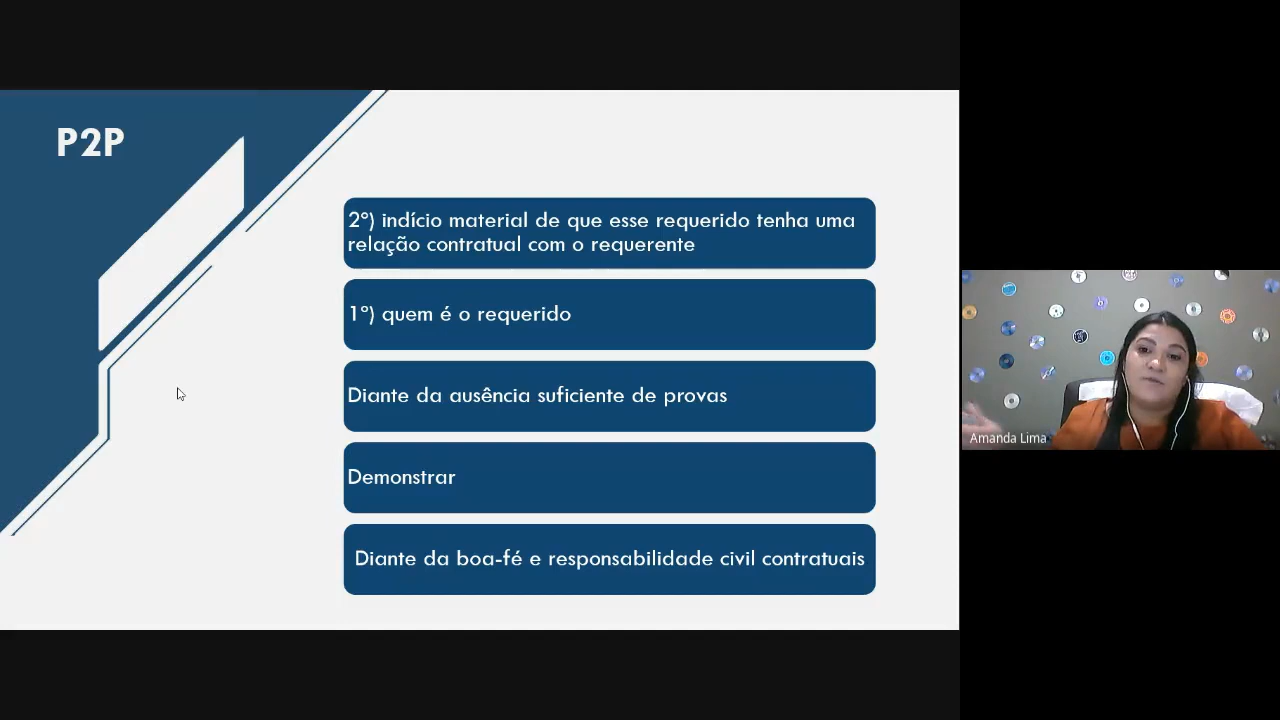 P2P
2º) indício material de que esse requerido tenha uma
relação contratual com o requerente
1º) quem é o requerido
Diante da ausência suficiente de provas
Demonstrar
Diante da boa-fé e responsabilidade civil contratuais
Amanda Lima